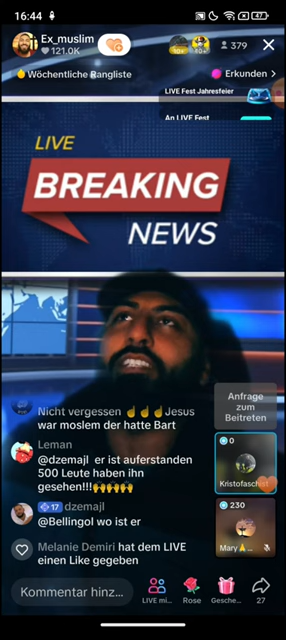 16:44
47
Ex_muslim
121.0K
10+
10+
379
Wöchentliche Rangliste
Erkunden >
LIVE Fest Jahresfeier
An LIVE Fest
LIVE
BREAKING
NEWS
Nicht vergessen ☝☝☝Jesus
war moslem der hatte Bart
Leman
@dzemajl er ist auferstanden
500 Leute haben ihn
gesehen!!!🙌🙌🙌
17 dzemajl
@Bellingol wo ist er
Melanie Demiri hat dem LIVE
einen Like gegeben
Anfrage
zum
Beitreten
0
Kristofaschist
230
Mary🙏...
Kommentar hinz...
LIVE mi...
Rose
Gesche...
27